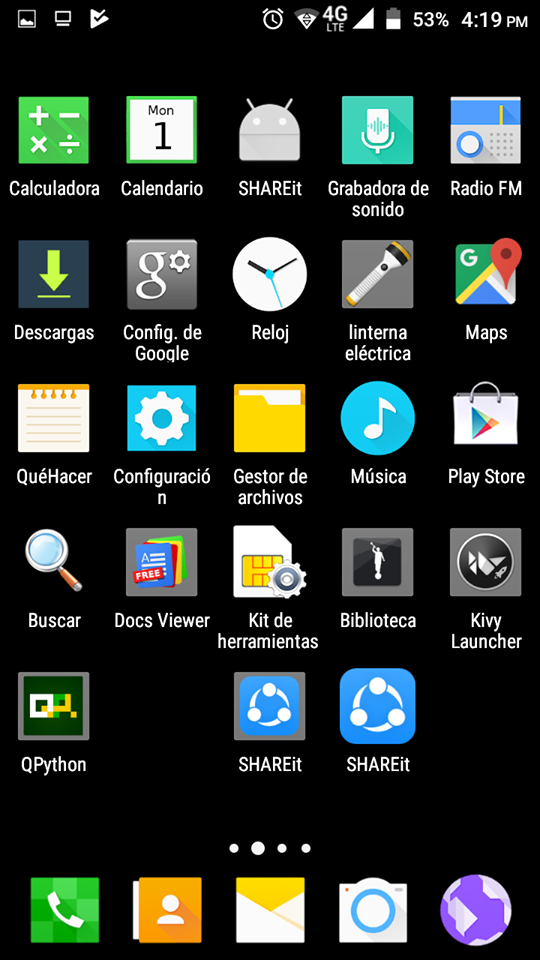 4G LTE 53% 4:19 PM
Mon
1
Calculadora Calendario SHAREit Grabadora de sonido Radio FM
g
G
Descargas Config. de Google Reloj linterna eléctrica Maps
QuéHacer Configuración Gestor de archivos Música Play Store
A
FREE
Buscar Docs Viewer Kit de herramientas Biblioteca Kivy Launcher
QPython SHAREit SHAREit